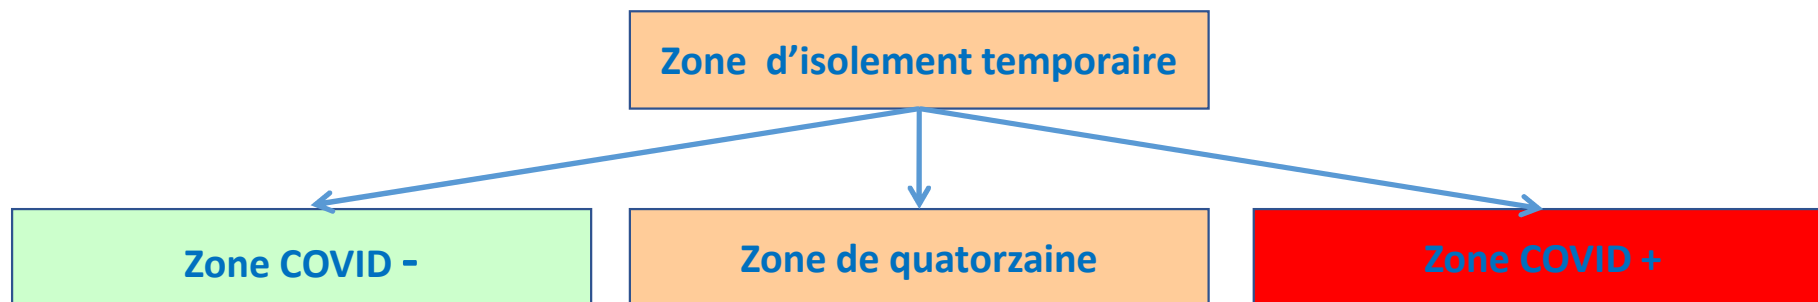 Zone  d’isolement temporaire
Zone COVID -
Zone de quatorzaine
Zone COVID +